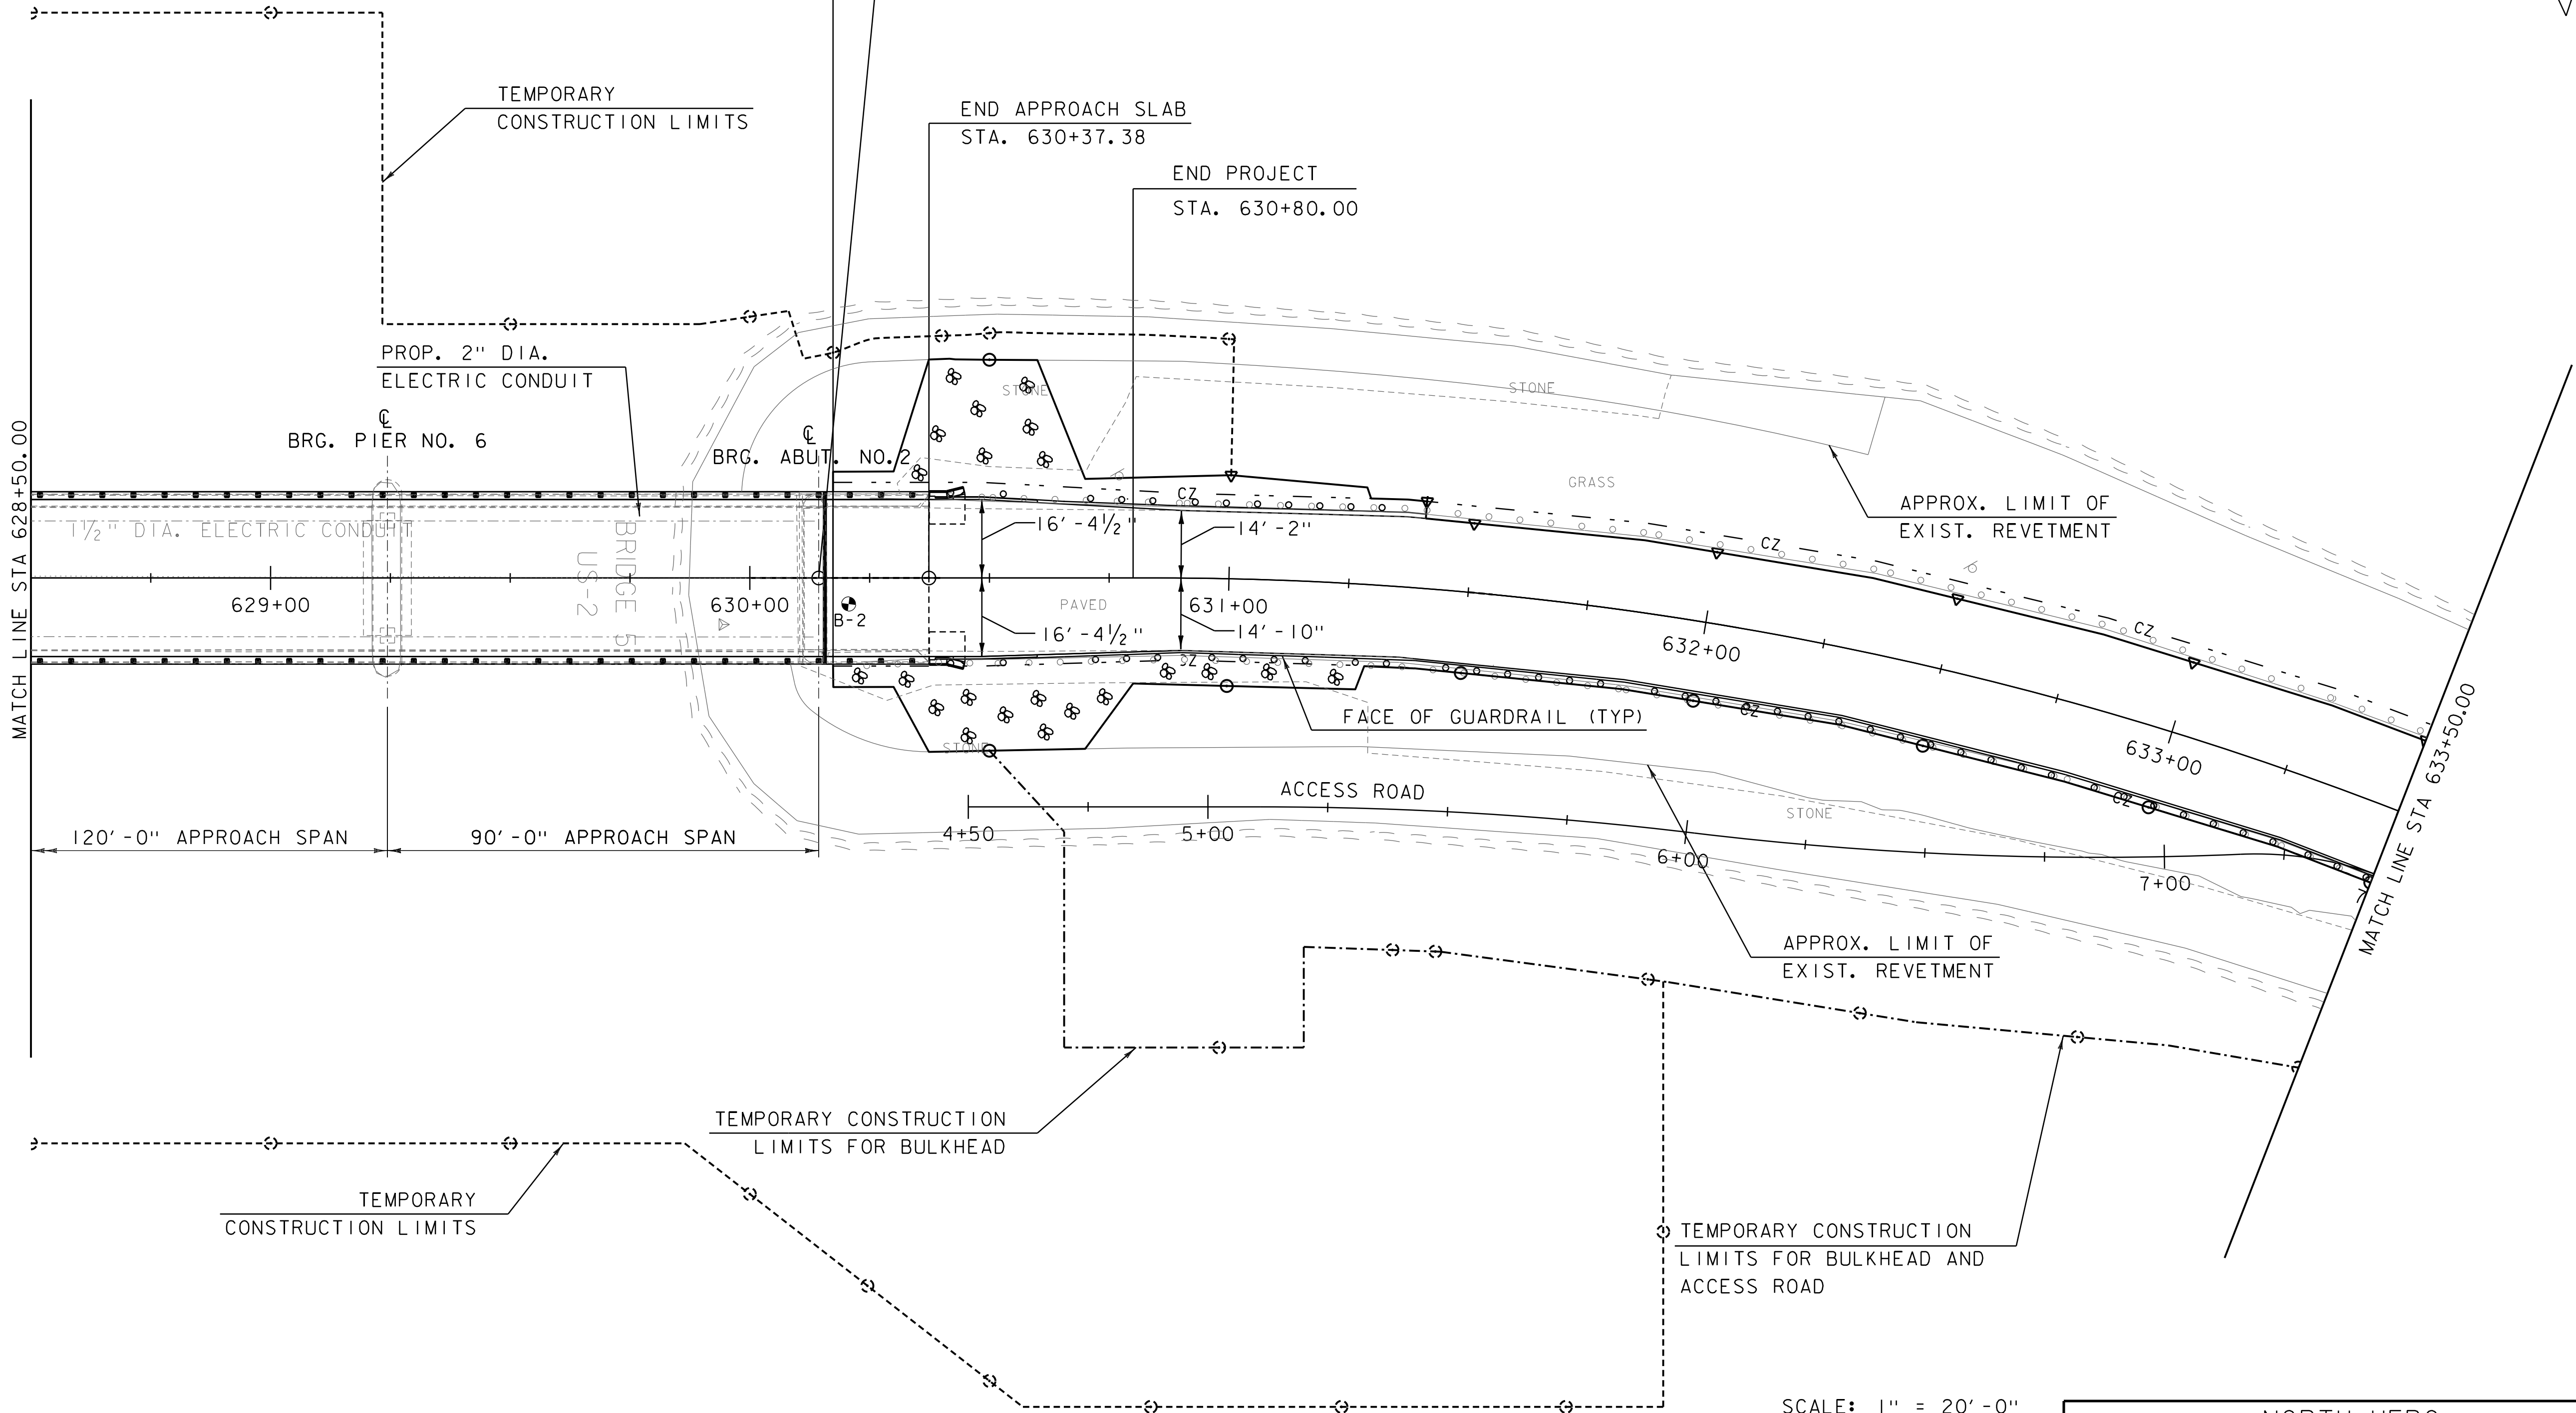 TEMPORARY
CONSTRUCTION LIMITS
END APPROACH SLAB
STA. 630+37.38
END PROJECT
STA. 630+80.00
PROP. 2" DIA.
ELECTRIC CONDUIT
℄
BRG. PIER NO. 6
℄
BRG. ABUT. NO.2
MATCH LINE STA 628+50.00
1½" DIA. ELECTRIC CONDUIT
BRIDGE 5
US-2
STONE
STONE
GRASS
CZ
APPROX. LIMIT OF
EXIST. REVETMENT
16'-4½"
14'-2"
CZ
CZ
629+00
630+00
B-2
PAVED
631+00
16'-4½"
14'-10"
632+00
633+00
CZ
CZ
CZ
FACE OF GUARDRAIL (TYP)
STONE
ACCESS ROAD
STONE
4+50
5+00
6+00
7+00
MATCH LINE STA 633+50.00
120'-0" APPROACH SPAN
90'-0" APPROACH SPAN
APPROX. LIMIT OF
EXIST. REVETMENT
TEMPORARY CONSTRUCTION
LIMITS FOR BULKHEAD
TEMPORARY
CONSTRUCTION LIMITS
TEMPORARY CONSTRUCTION
LIMITS FOR BULKHEAD AND
ACCESS ROAD
SCALE: 1" = 20'-0"